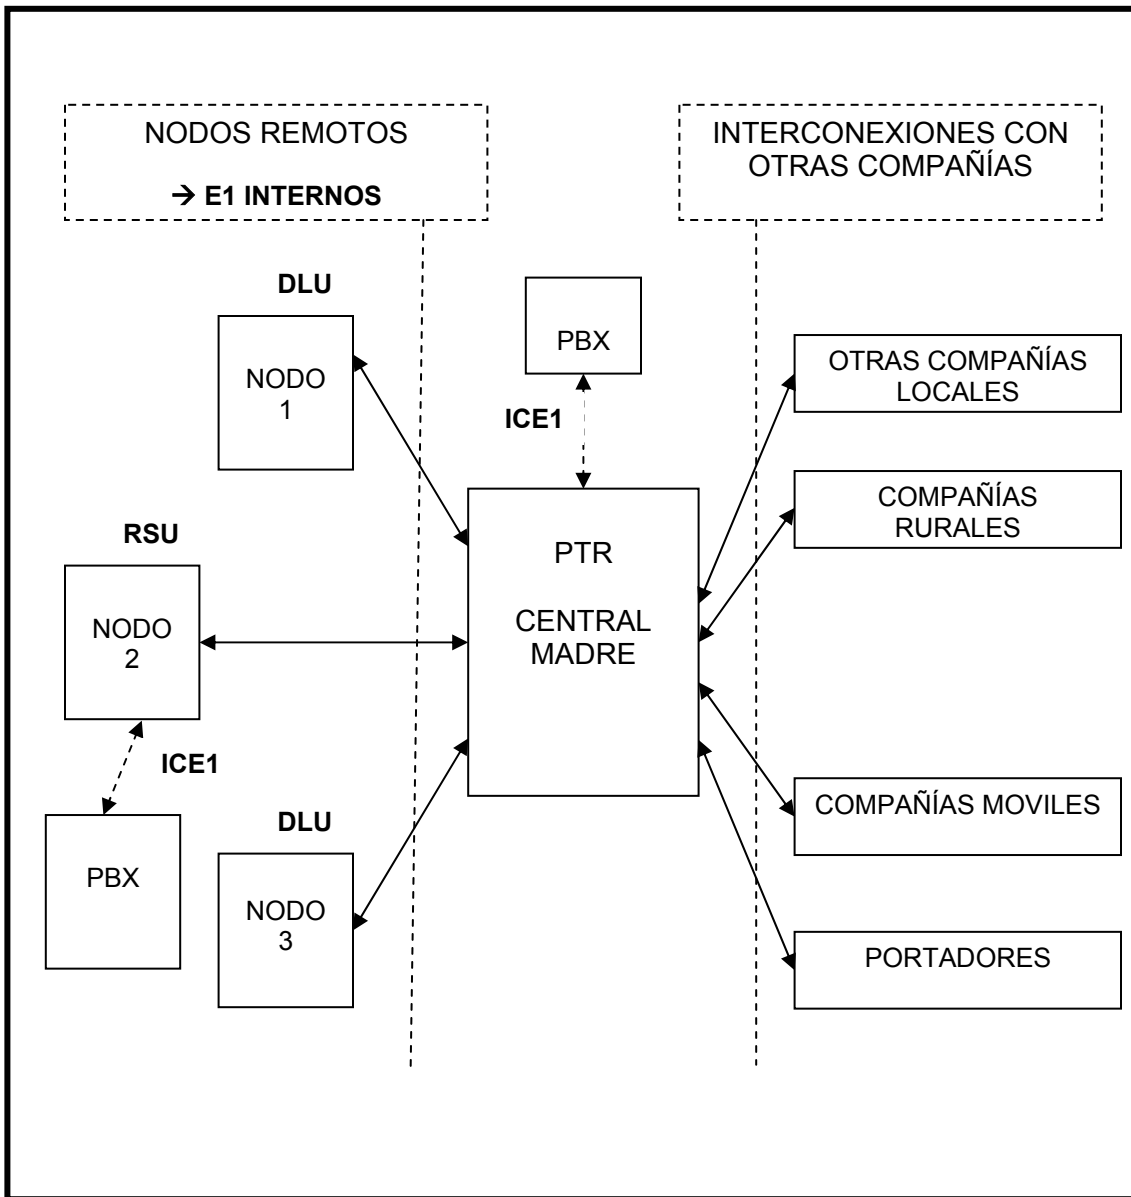 NODOS REMOTOS
→ E1 INTERNOS
INTERCONEXIONES CON
OTRAS COMPAÑÍAS
DLU
NODO
1
PBX
ICE1
OTRAS COMPAÑÍAS
LOCALES
COMPAÑÍAS
RURALES
RSU
NODO
2
PTR
CENTRAL
MADRE
ICE1
PBX
DLU
NODO
3
COMPAÑÍAS MOVILES
PORTADORES